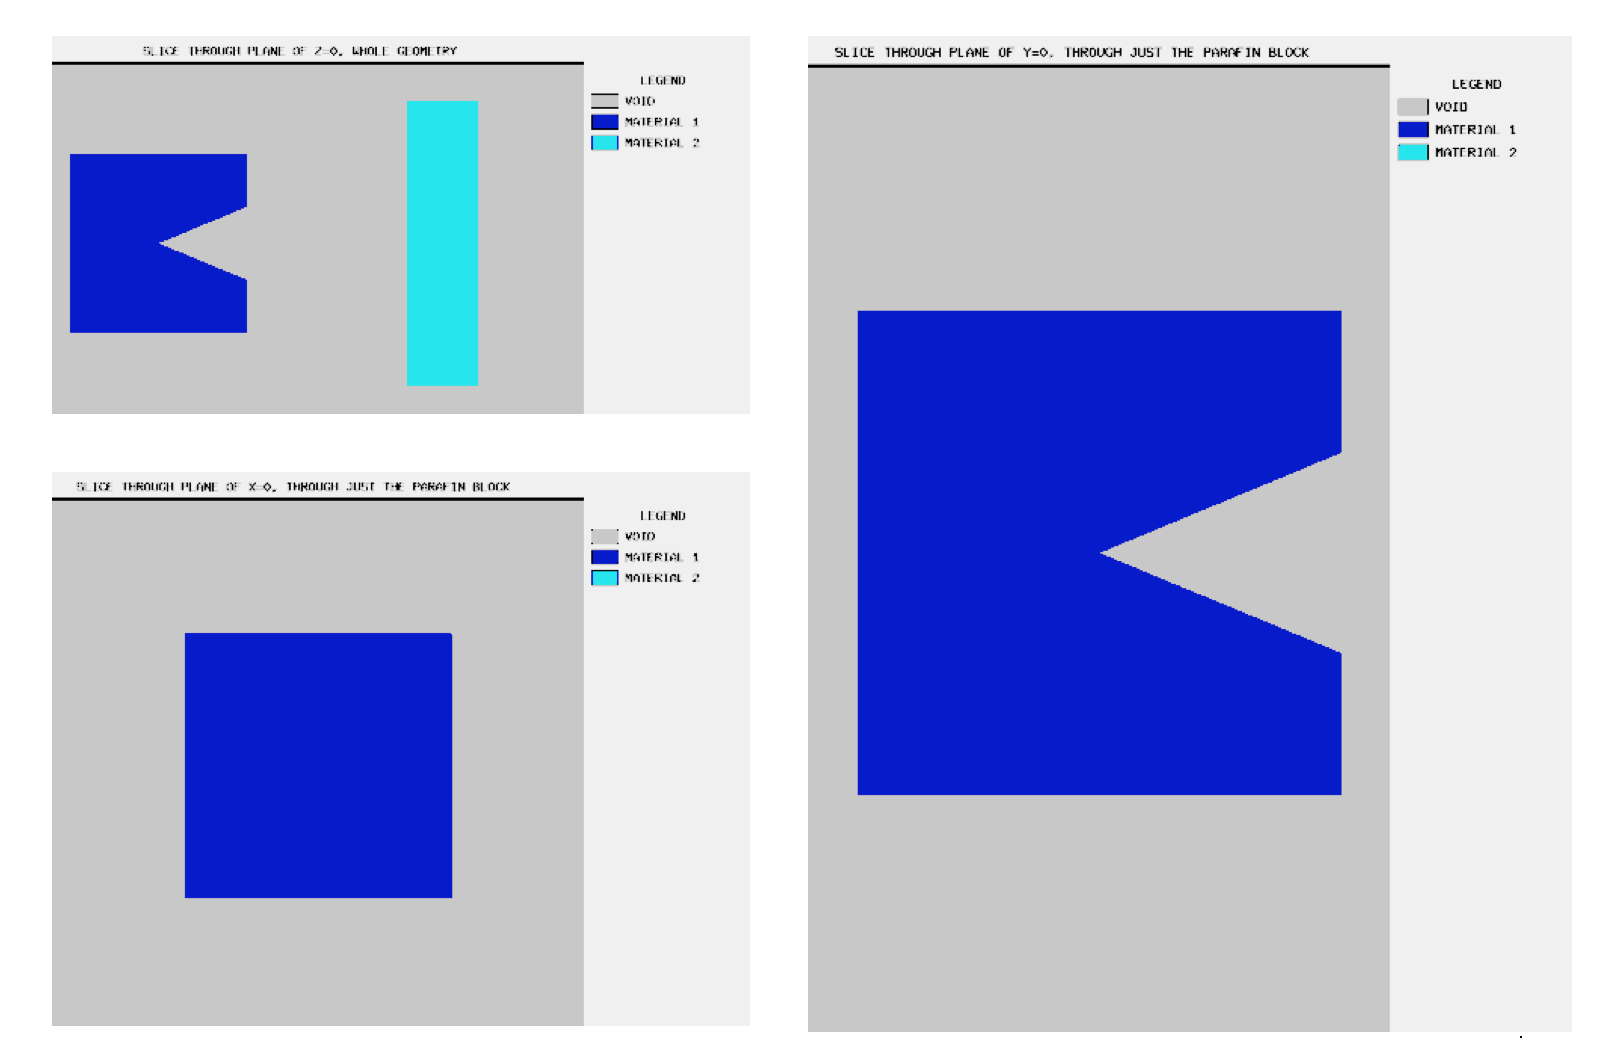 SLICE THROUGH PLANE OF Z=0, WHOLE GEOMETRY
LEGEND
VOID
MATERIAL 1
MATERIAL 2
SLICE THROUGH PLANE OF X=0, THROUGH JUST THE PARAFIN BLOCK
LEGEND
VOID
MATERIAL 1
MATERIAL 2
SLICE THROUGH PLANE OF Y=0, THROUGH JUST THE PARAFIN BLOCK
LEGEND
VOID
MATERIAL 1
MATERIAL 2